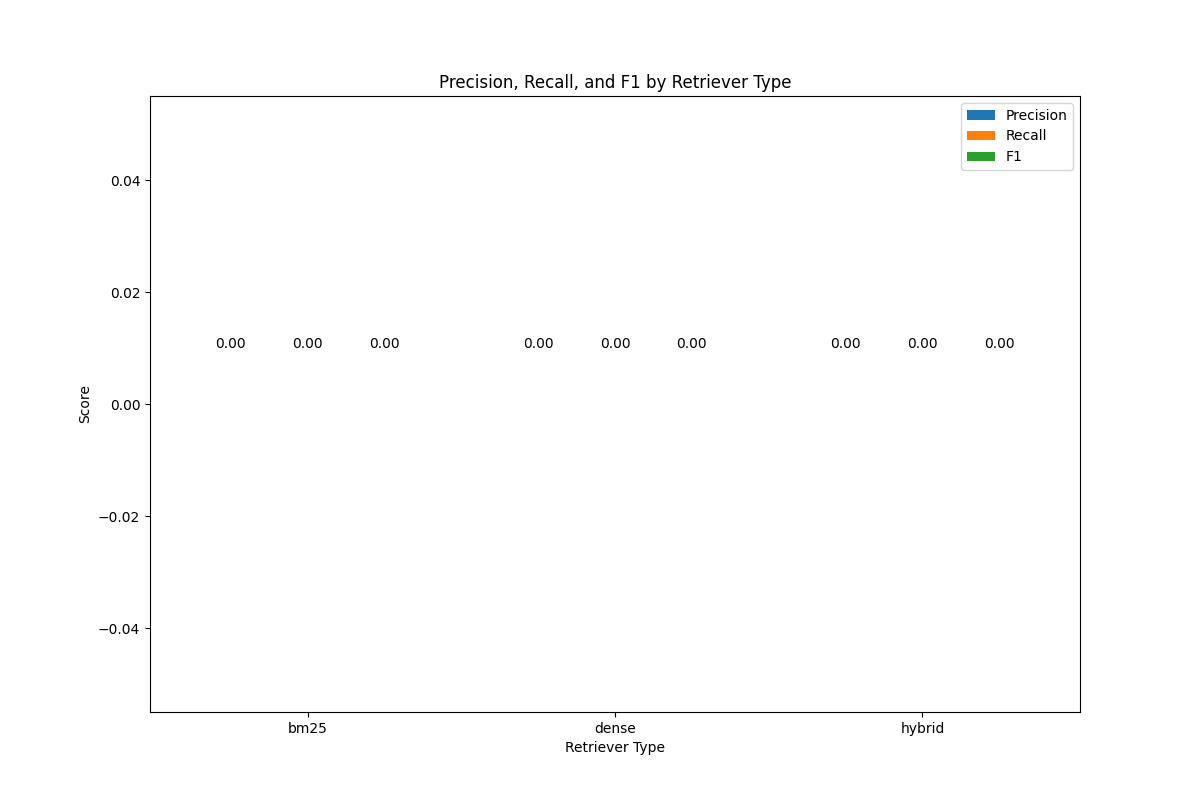 Precision, Recall, and F1 by Retriever Type
Precision
Recall
F1
0.04
0.02
0.00
−0.02
−0.04
Score
0.00 0.00 0.00 0.00 0.00 0.00 0.00 0.00 0.00
bm25 dense hybrid
Retriever Type